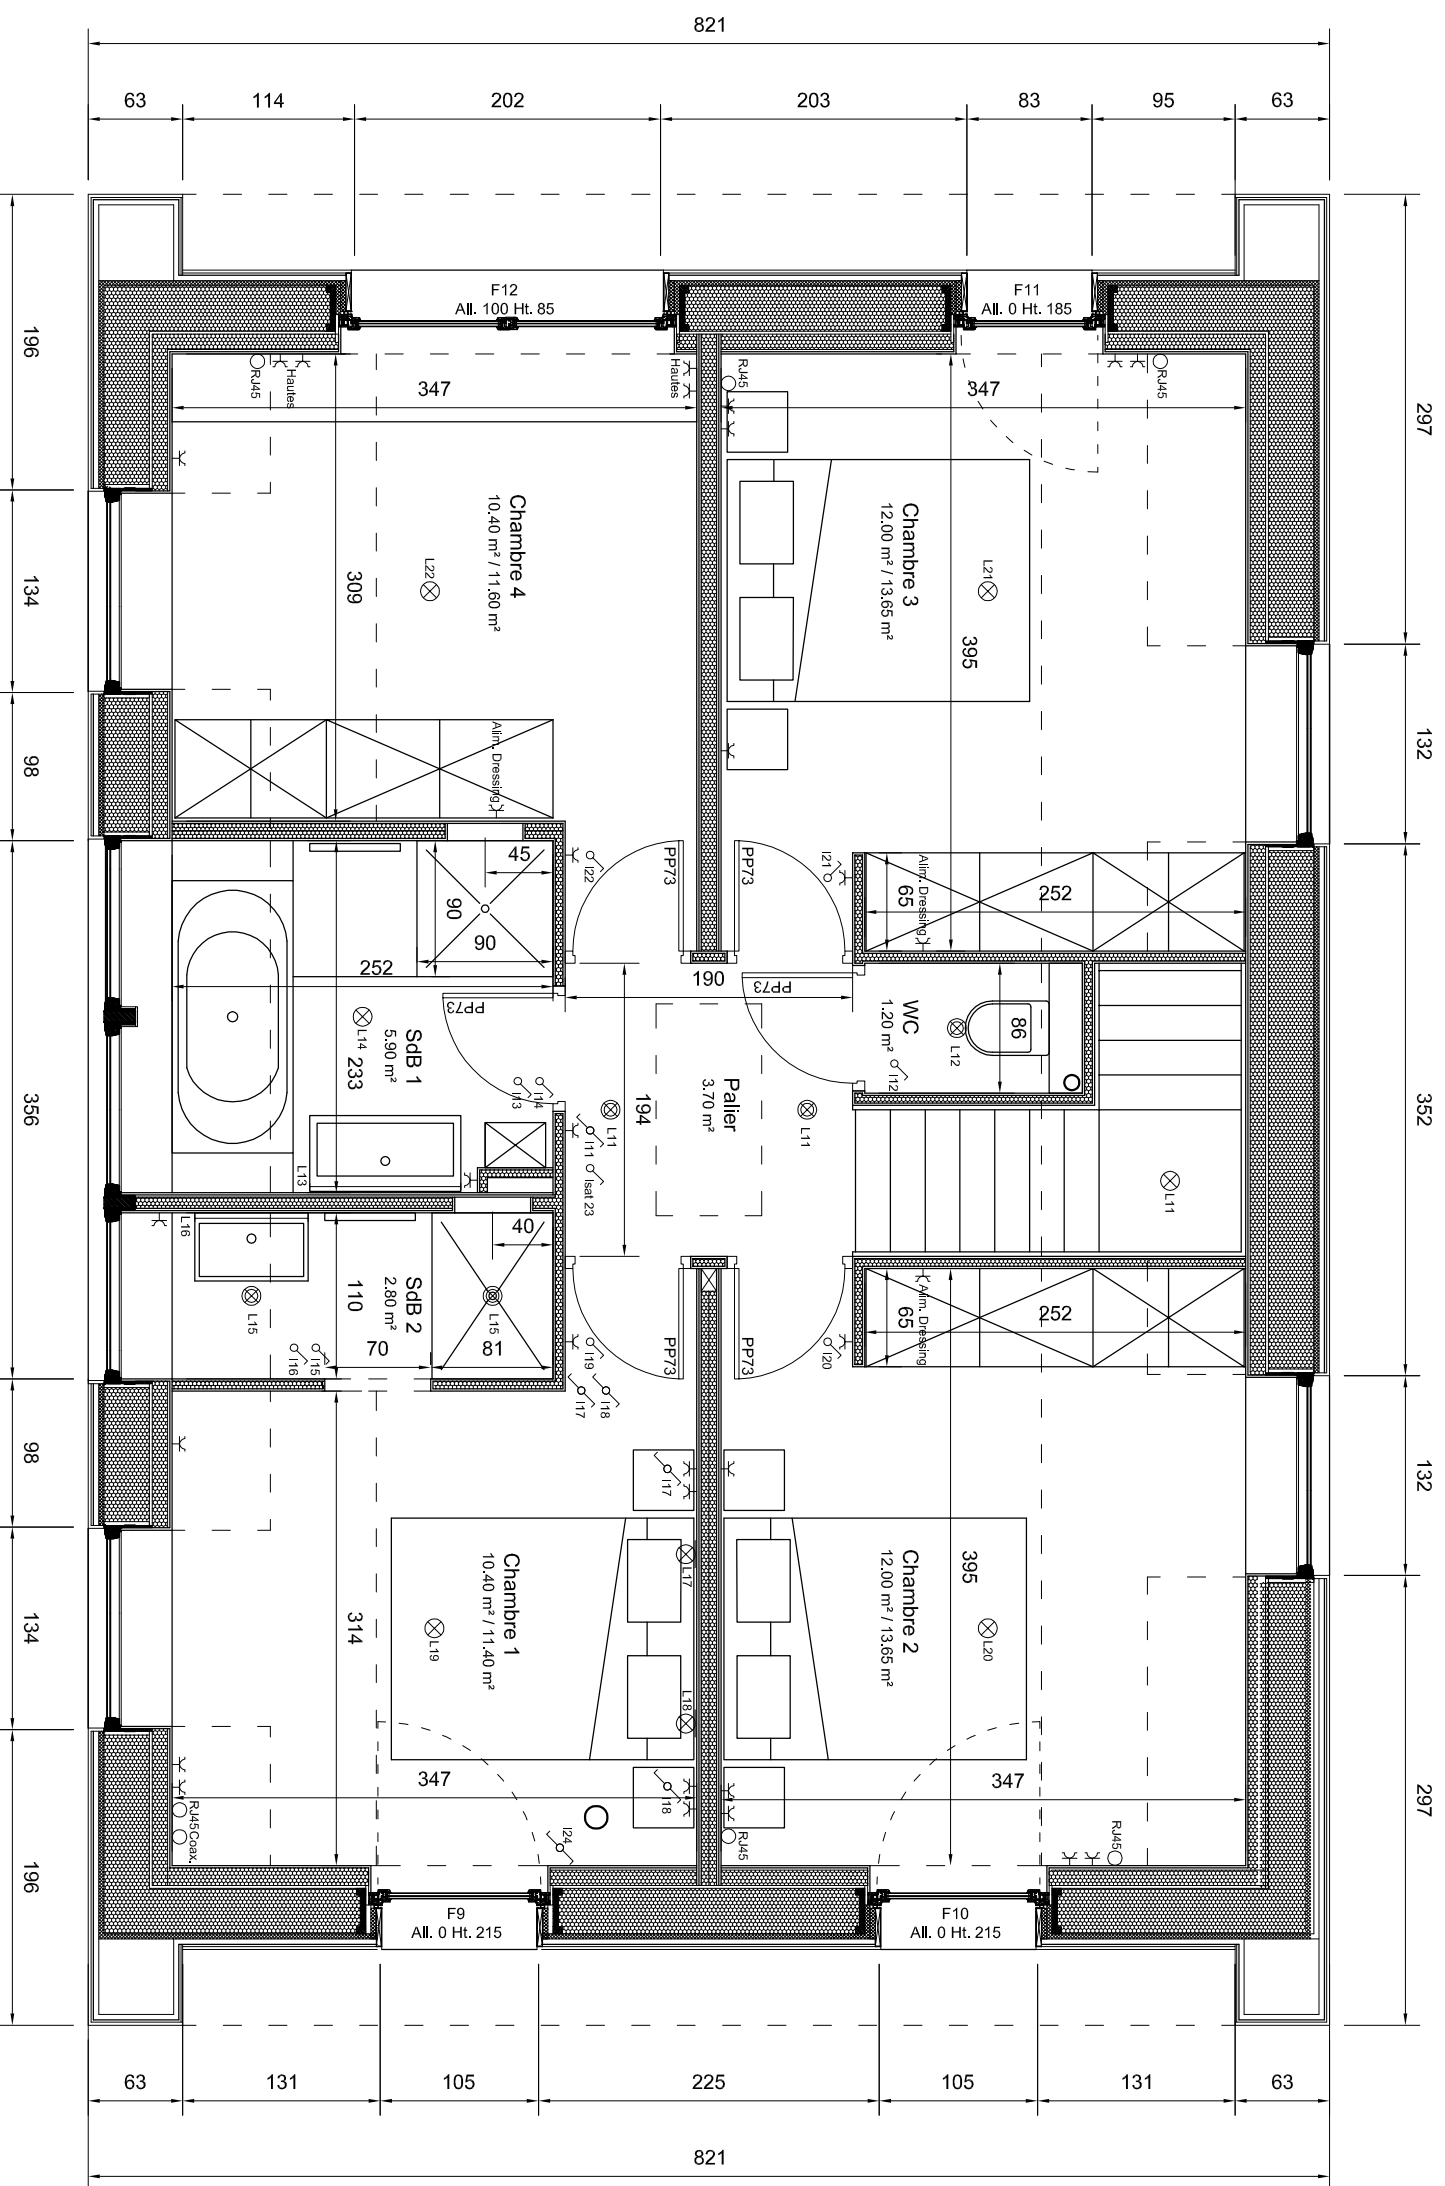 821
63
114
202
203
83
95
63
F12
All. 100 Ht. 85
F11
All. 0 Ht. 185
297
132
352
132
297
196
134
98
356
98
134
196
RJ45
Hautes
347
Hautes
RJ45
347
RJ45
Chambre 4
10.40 m² / 11.60 m²
L22
309
Chambre 3
12.00 m² / 13.65 m²
L21
395
Alim. Dressing
45
90
90
I22
PP73
PP73
I21
65
Alim. Dressing
252
252
PP73
190
PP73
WC
1.20 m²
L12
86
I12
SdB 1
5.90 m²
L14
233
I13
I14
L13
L11
I11
Isat 23
194
Palier
3.70 m²
L11
L11
L16
L15
SdB 2
2.80 m²
110
70
I16
I15
40
L15
81
I19
I17
I18
PP73
PP73
I20
65
Alim. Dressing
252
I17
L17
Chambre 1
10.40 m² / 11.40 m²
L19
314
L18
I18
347
I24
RJ45
Coax.
Chambre 2
12.00 m² / 13.65 m²
L20
395
347
RJ45
RJ45
F9
All. 0 Ht. 215
F10
All. 0 Ht. 215
63
131
105
225
105
131
63
821